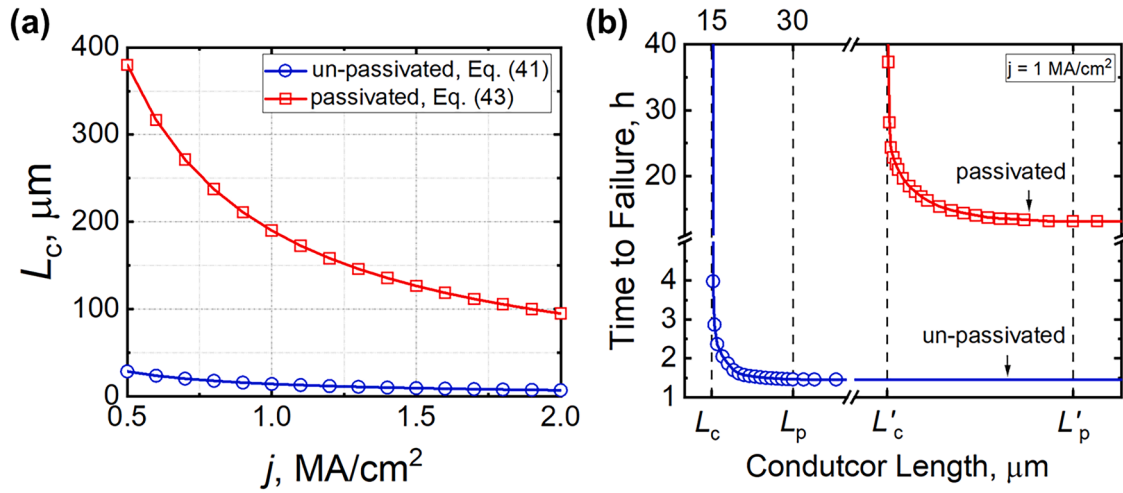 (a)
400
300
200
100
0
Lc, μm
un-passivated, Eq. (41)
passivated, Eq. (43)
0.5 1.0 1.5 2.0
j, MA/cm²
(b)
15 30
40
20
4
3
2
1
Time to Failure, h
j = 1 MA/cm²
passivated
un-passivated
Lc Lp L′c L′p
Condutcor Length, μm